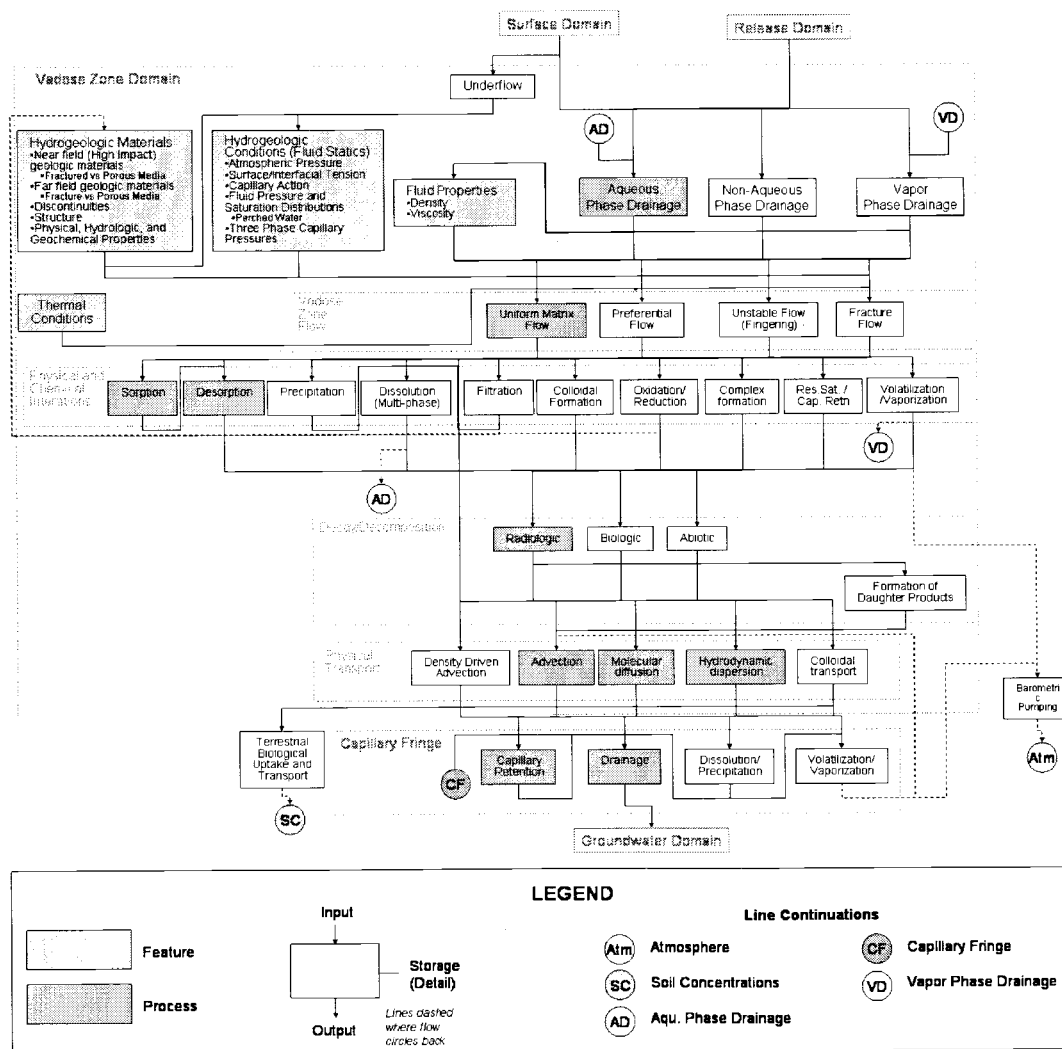 Surface Domain
Release Domain
Vadose Zone Domain
Underflow
AD
VD
Hydrogeologic Materials
•Near field (High Impact)
geologic materials
•Fractured vs Porous Media
•Far field geologic materials
•Fracture vs Porous Media
•Discontinuities
•Structure
•Physical, Hydrologic, and
Geochemical Properties
Hydrogeologic
Conditions (Fluid Statics)
•Atmospheric Pressure
•Surface/Interfacial Tension
•Capillary Action
•Fluid Pressure and
Saturation Distributions
•Perched Water
•Three Phase Capillary
Pressures
Fluid Properties
•Density
•Viscosity
Aqueous
Phase Drainage
Non-Aqueous
Phase Drainage
Vapor
Phase Drainage
Thermal
Conditions
Vadose
Zone
Flow
Uniform Matrix
Flow
Preferential
Flow
Unstable Flow
(Fingering)
Fracture
Flow
Physical and
Chemical
Sorption
Desorption
Precipitation
Dissolution
(Multi-phase)
Filtration
Colloidal
Formation
Oxidation/
Reduction
Complex
formation
Res.Sat. /
Cap. Retn
Volatilization
/Vaporization
VD
AD
Decay/Decomposition
Radiologic
Biologic
Abiotic
Formation of
Daughter Products
Physical
Transport
Density Driven
Advection
Advection
Molecular
diffusion
Hydrodynamic
dispersion
Colloidal
transport
Barometri
c
Pumping
Terrestrial
Biological
Uptake and
Transport
Capillary Fringe
CF
Capillary
Retention
Drainage
Dissolution/
Precipitation
Volatilization/
Vaporization
Atm
SC
Groundwater Domain
LEGEND
Input
Line Continuations
Feature
Storage
(Detail)
Atm Atmosphere
CF Capillary Fringe
SC Soil Concentrations
VD Vapor Phase Drainage
Process
Output
Lines dashed
where flow
circles back
AD Aqu. Phase Drainage